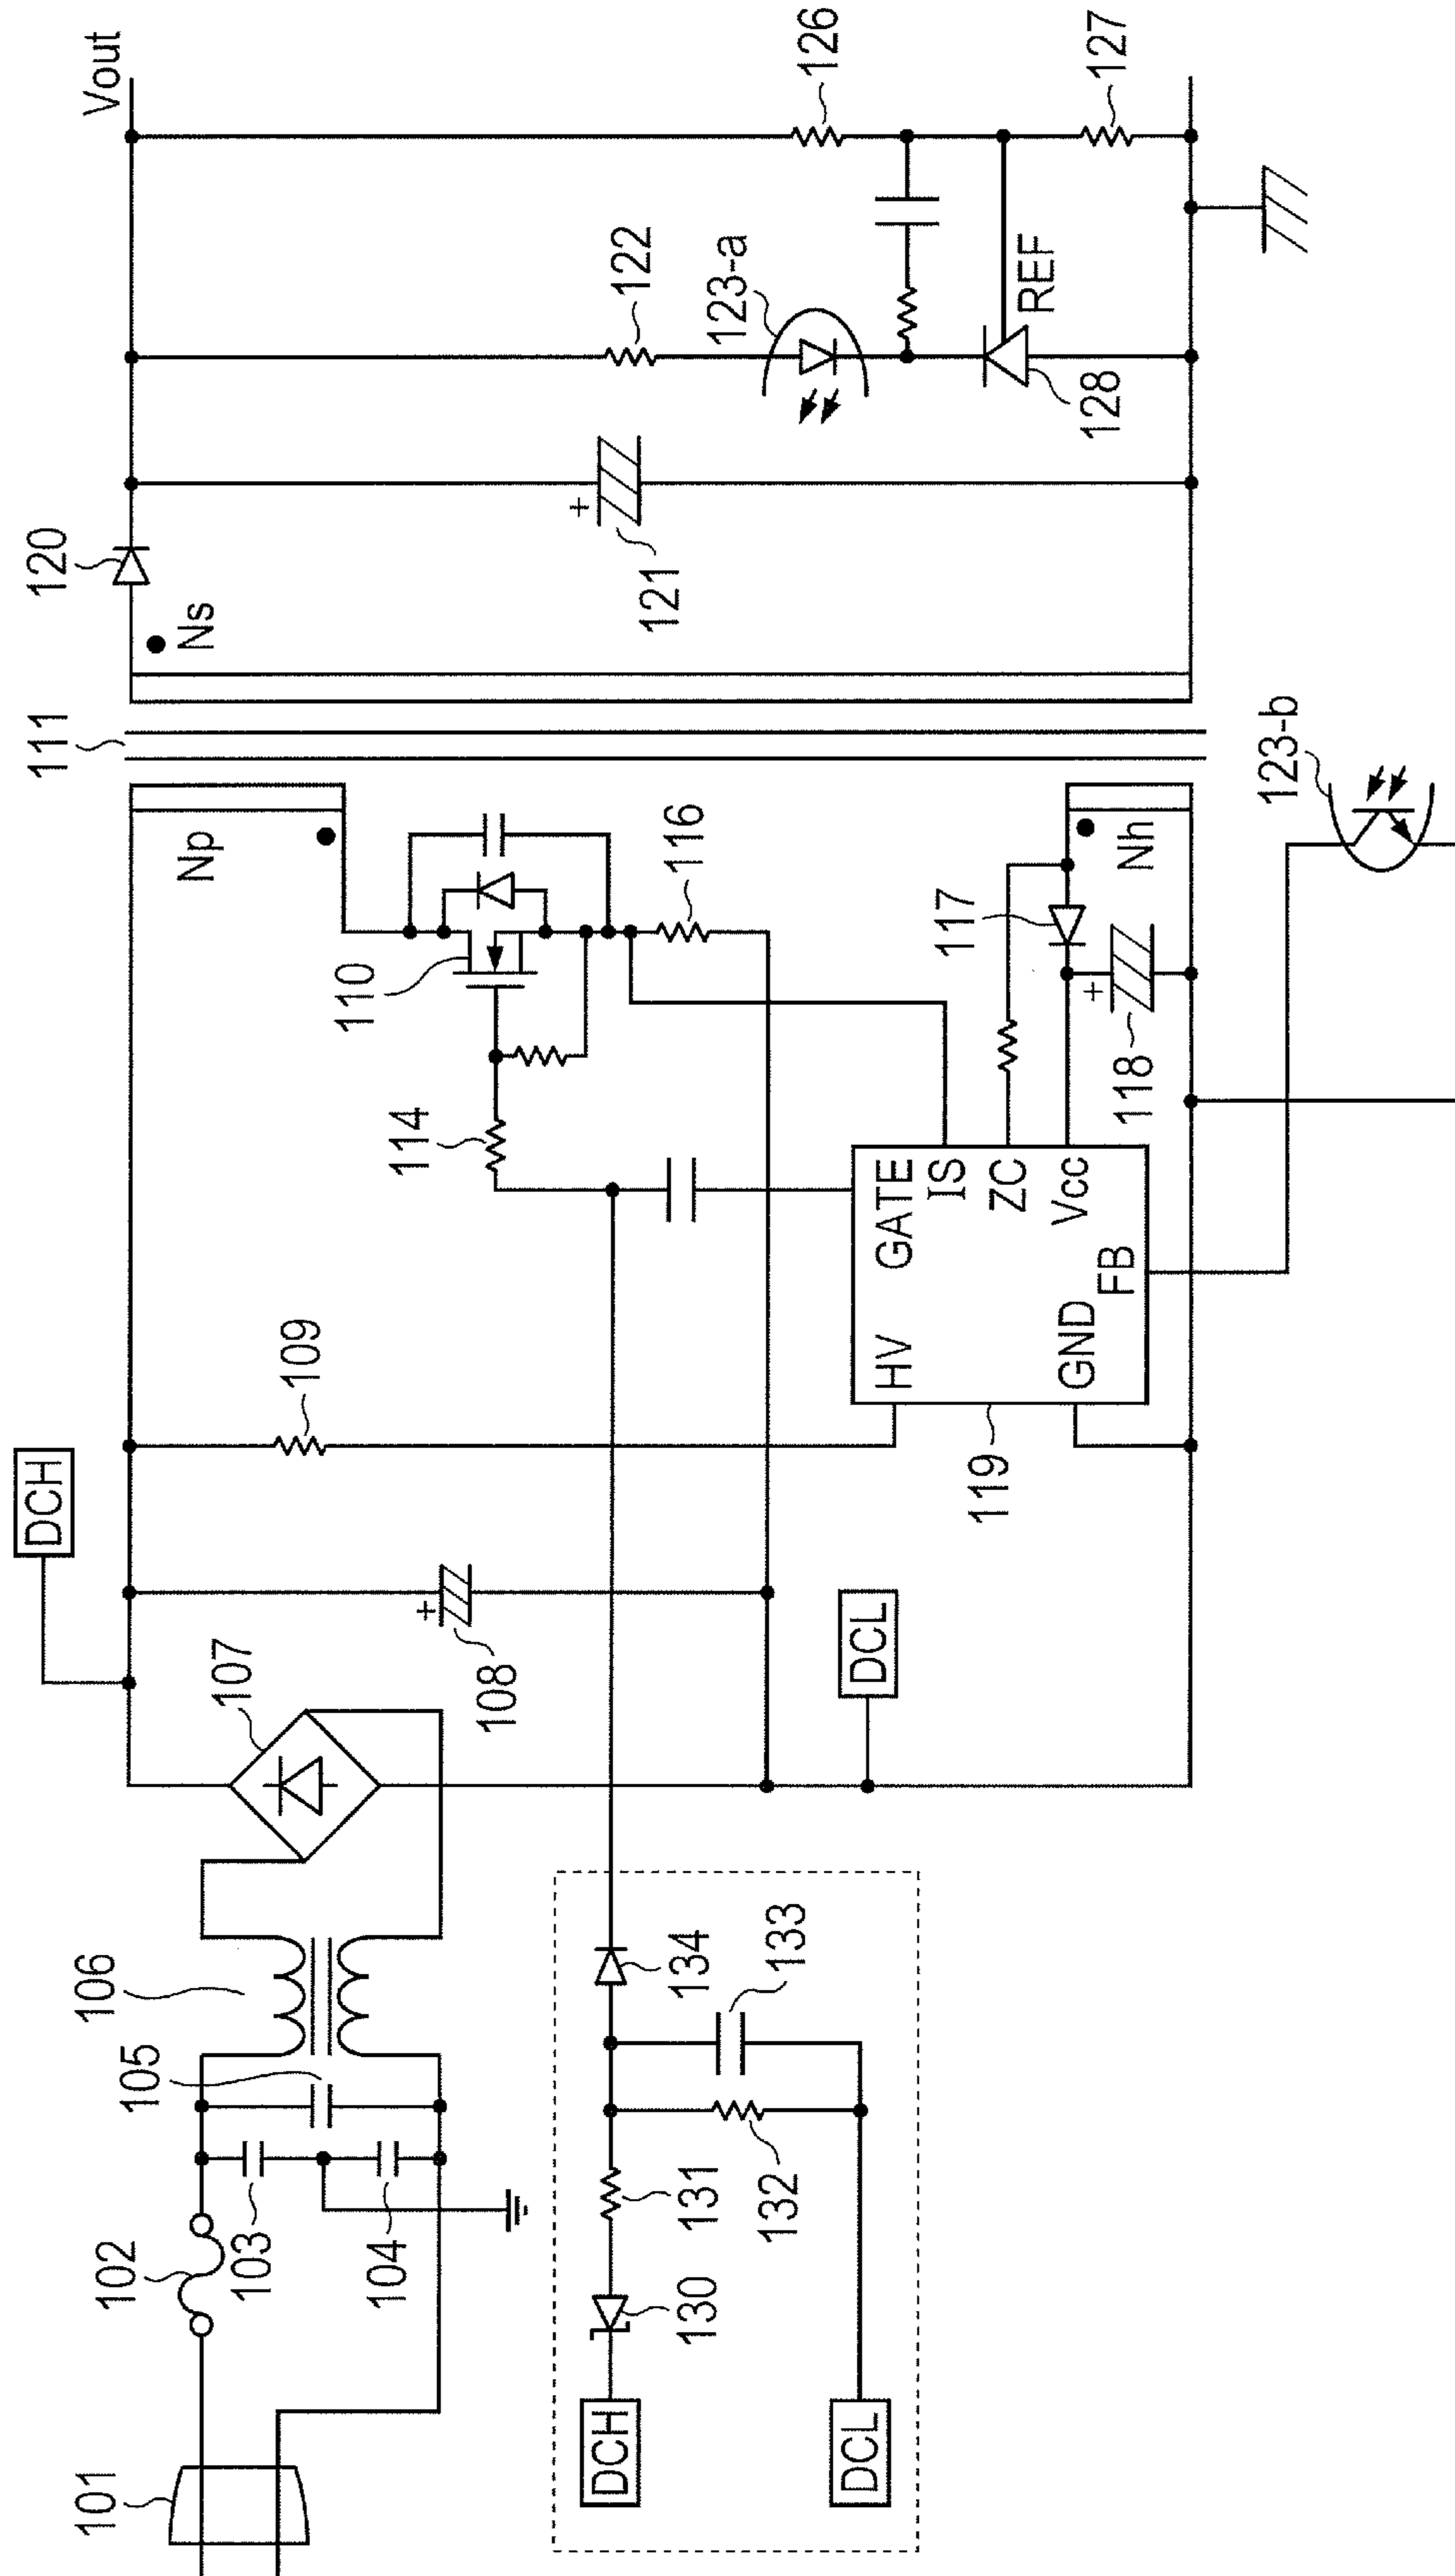 101
102
103
104
105
106
107
DCH
108
109
110
Np
111
120
Ns
Vout
114
116
117
118
Nh
119
HV
GATE
IS
ZC
Vcc
GND
FB
DCL
121
122
123-a
REF
128
126
127
123-b
DCH
130
131
132
133
134
DCL
+
+
+